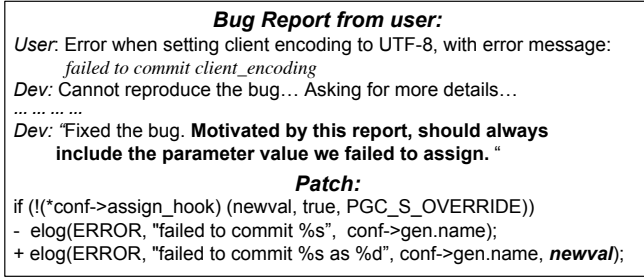 Bug Report from user:
User: Error when setting client encoding to UTF-8, with error message:
failed to commit client_encoding
Dev: Cannot reproduce the bug… Asking for more details…
… … … …
Dev: “Fixed the bug. Motivated by this report, should always
include the parameter value we failed to assign. “
Patch:
if (!(*conf->assign_hook) (newval, true, PGC_S_OVERRIDE))
- elog(ERROR, "failed to commit %s”, conf->gen.name);
+ elog(ERROR, "failed to commit %s as %d”, conf->gen.name, newval);